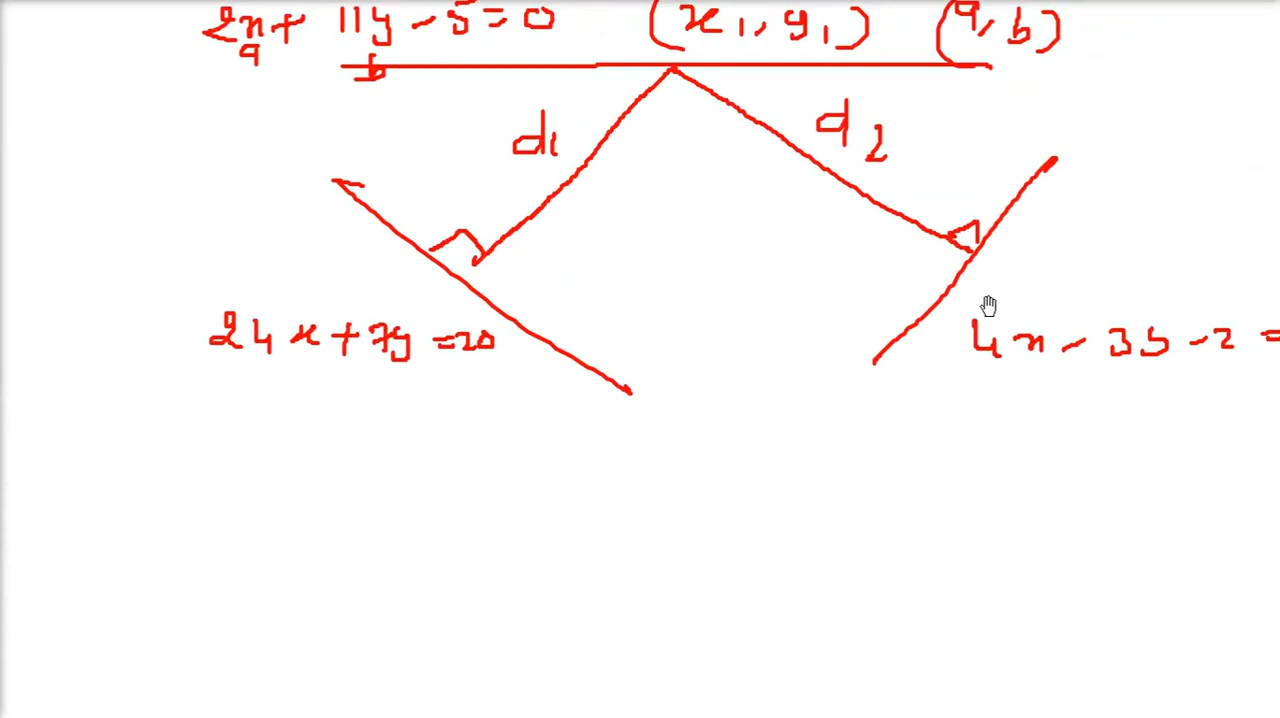 2x + 11y - 5 = 0 (x1, y1) (a, b)
a
b
d1
d2
24x + 7y = 20
4x - 3y - 2 =